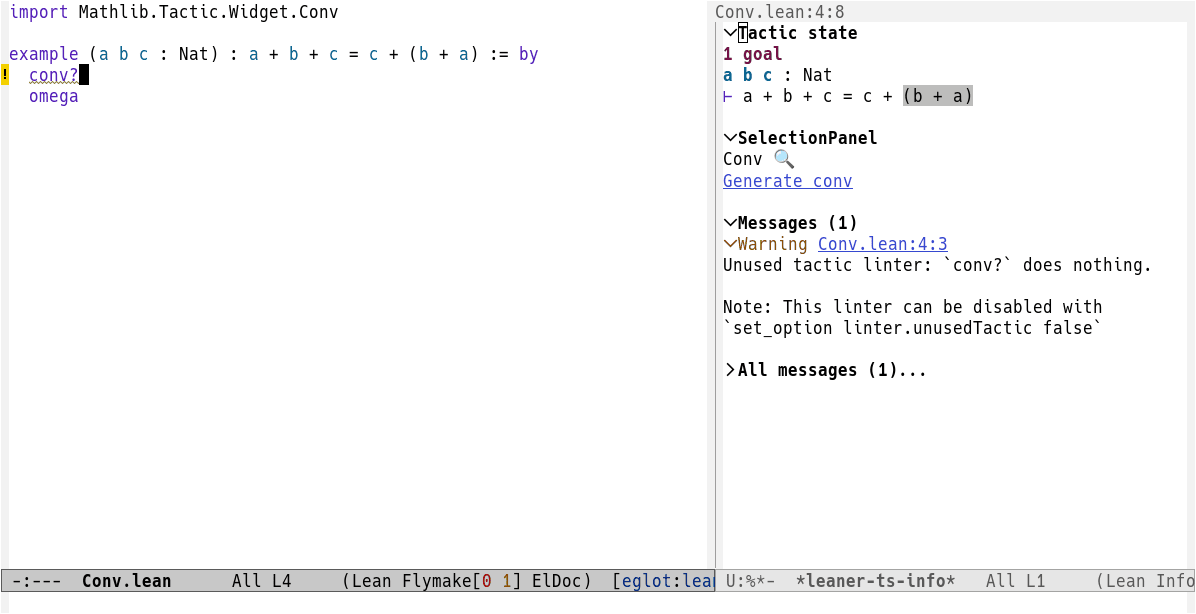 import Mathlib.Tactic.Widget.Conv
example (a b c : Nat) : a + b + c = c + (b + a) := by
! conv?
omega
-:--- Conv.lean All L4 (Lean Flymake[0 1] ElDoc) [eglot:lean
Conv.lean:4:8
Tactic state
1 goal
a b c : Nat
⊢ a + b + c = c + (b + a)
SelectionPanel
Conv 🔍
Generate conv
Messages (1)
Warning Conv.lean:4:3
Unused tactic linter: `conv?` does nothing.
Note: This linter can be disabled with
`set_option linter.unusedTactic false`
All messages (1)...
U:%*- *leaner-ts-info* All L1 (Lean Info